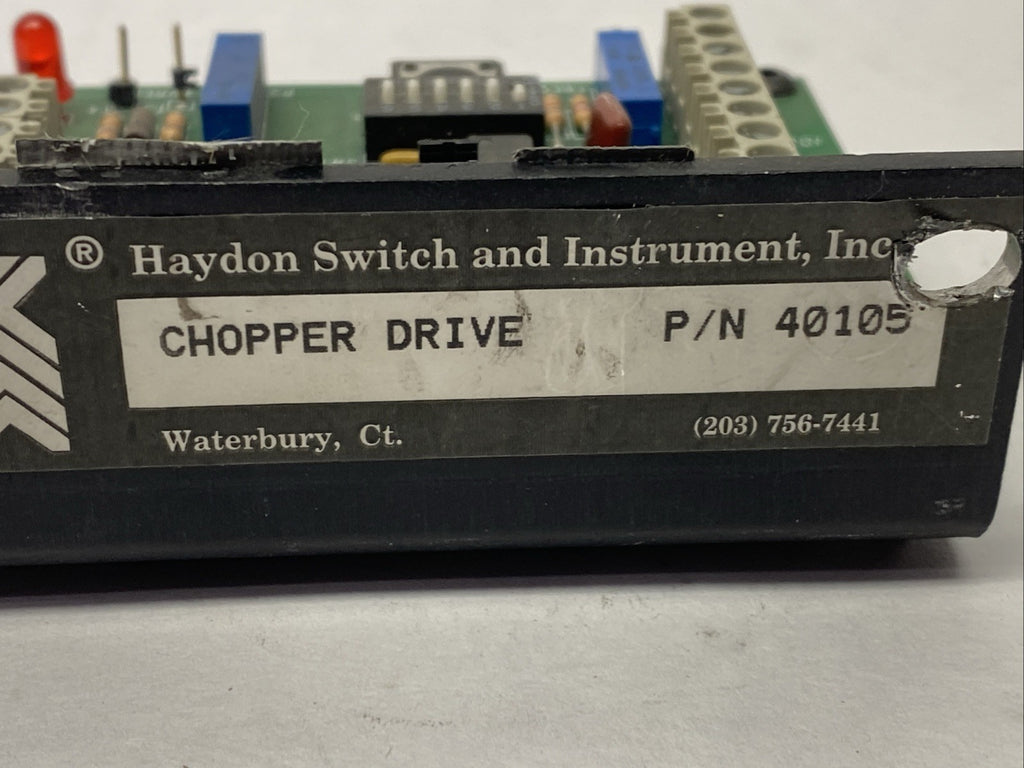 ® Haydon Switch and Instrument, Inc
CHOPPER DRIVE P/N 40105
Waterbury, Ct. (203) 756-7441